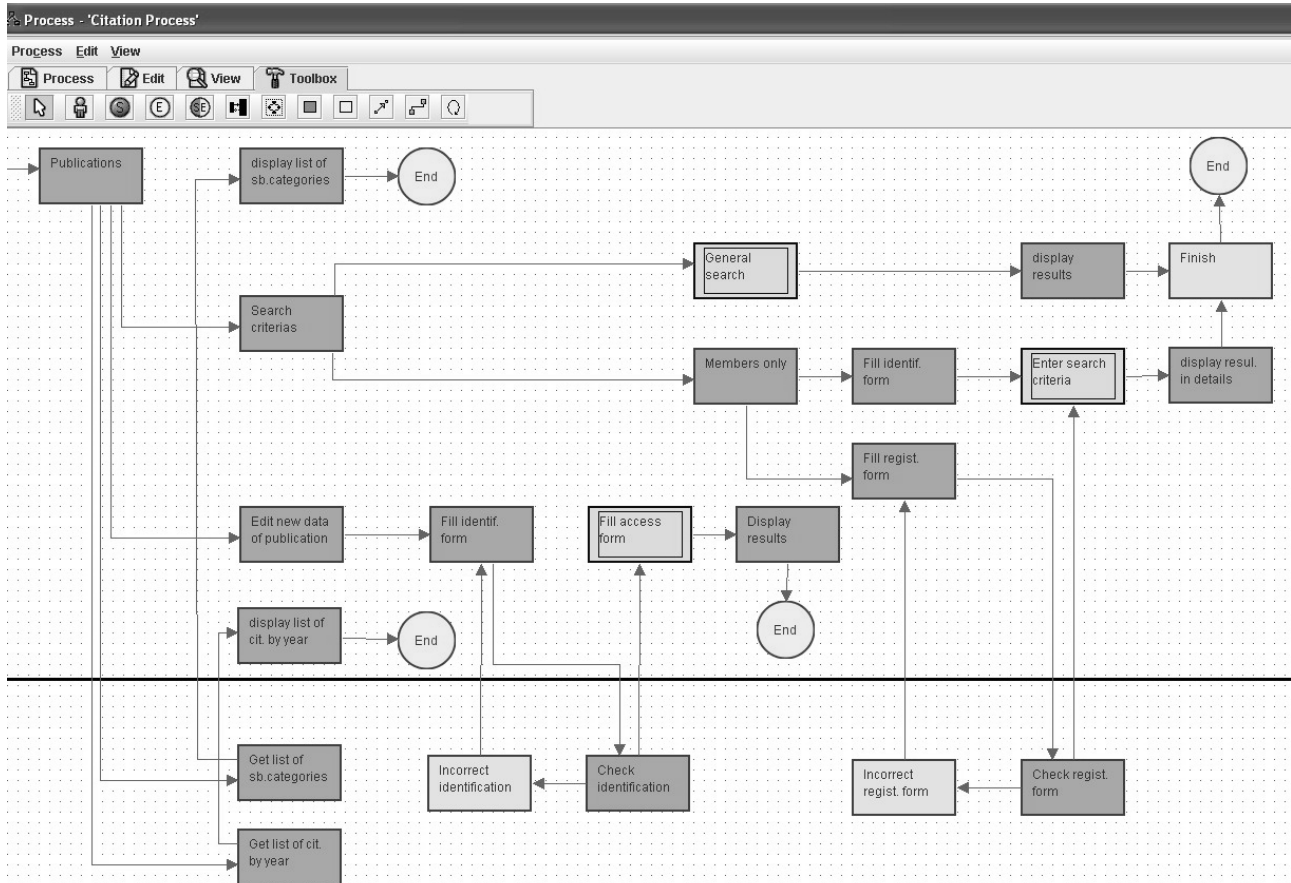 Process - 'Citation Process'
Process Edit View
Process Edit View Toolbox
S E SE
Publications
display list of
sb.categories
End
End
General
search
display
results
Finish
Search
criterias
Members only
Fill identif.
form
Enter search
criteria
display resul.
in details
Fill regist.
form
Edit new data
of publication
Fill identif.
form
Fill access
form
Display
results
display list of
cit. by year
End
End
Get list of
sb.categories
Incorrect
identification
Check
identification
Incorrect
regist. form
Check regist.
form
Get list of cit.
by year